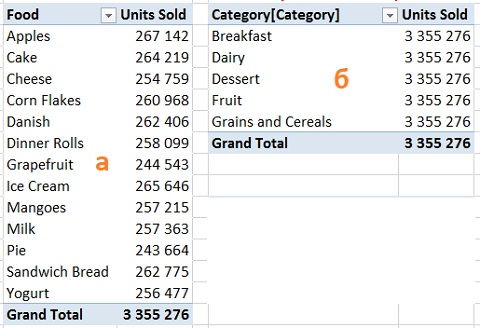 Food Units Sold
Apples 267 142
Cake 264 219
Cheese 254 759
Corn Flakes 260 968
Danish 262 406
Dinner Rolls 258 099
Grapefruit 244 543
Ice Cream 265 646
Mangoes 257 215
Milk 257 363
Pie 243 664
Sandwich Bread 262 775
Yogurt 256 477
Grand Total 3 355 276
а
Category[Category] Units Sold
Breakfast 3 355 276
Dairy 3 355 276
Dessert 3 355 276
Fruit 3 355 276
Grains and Cereals 3 355 276
Grand Total 3 355 276
б